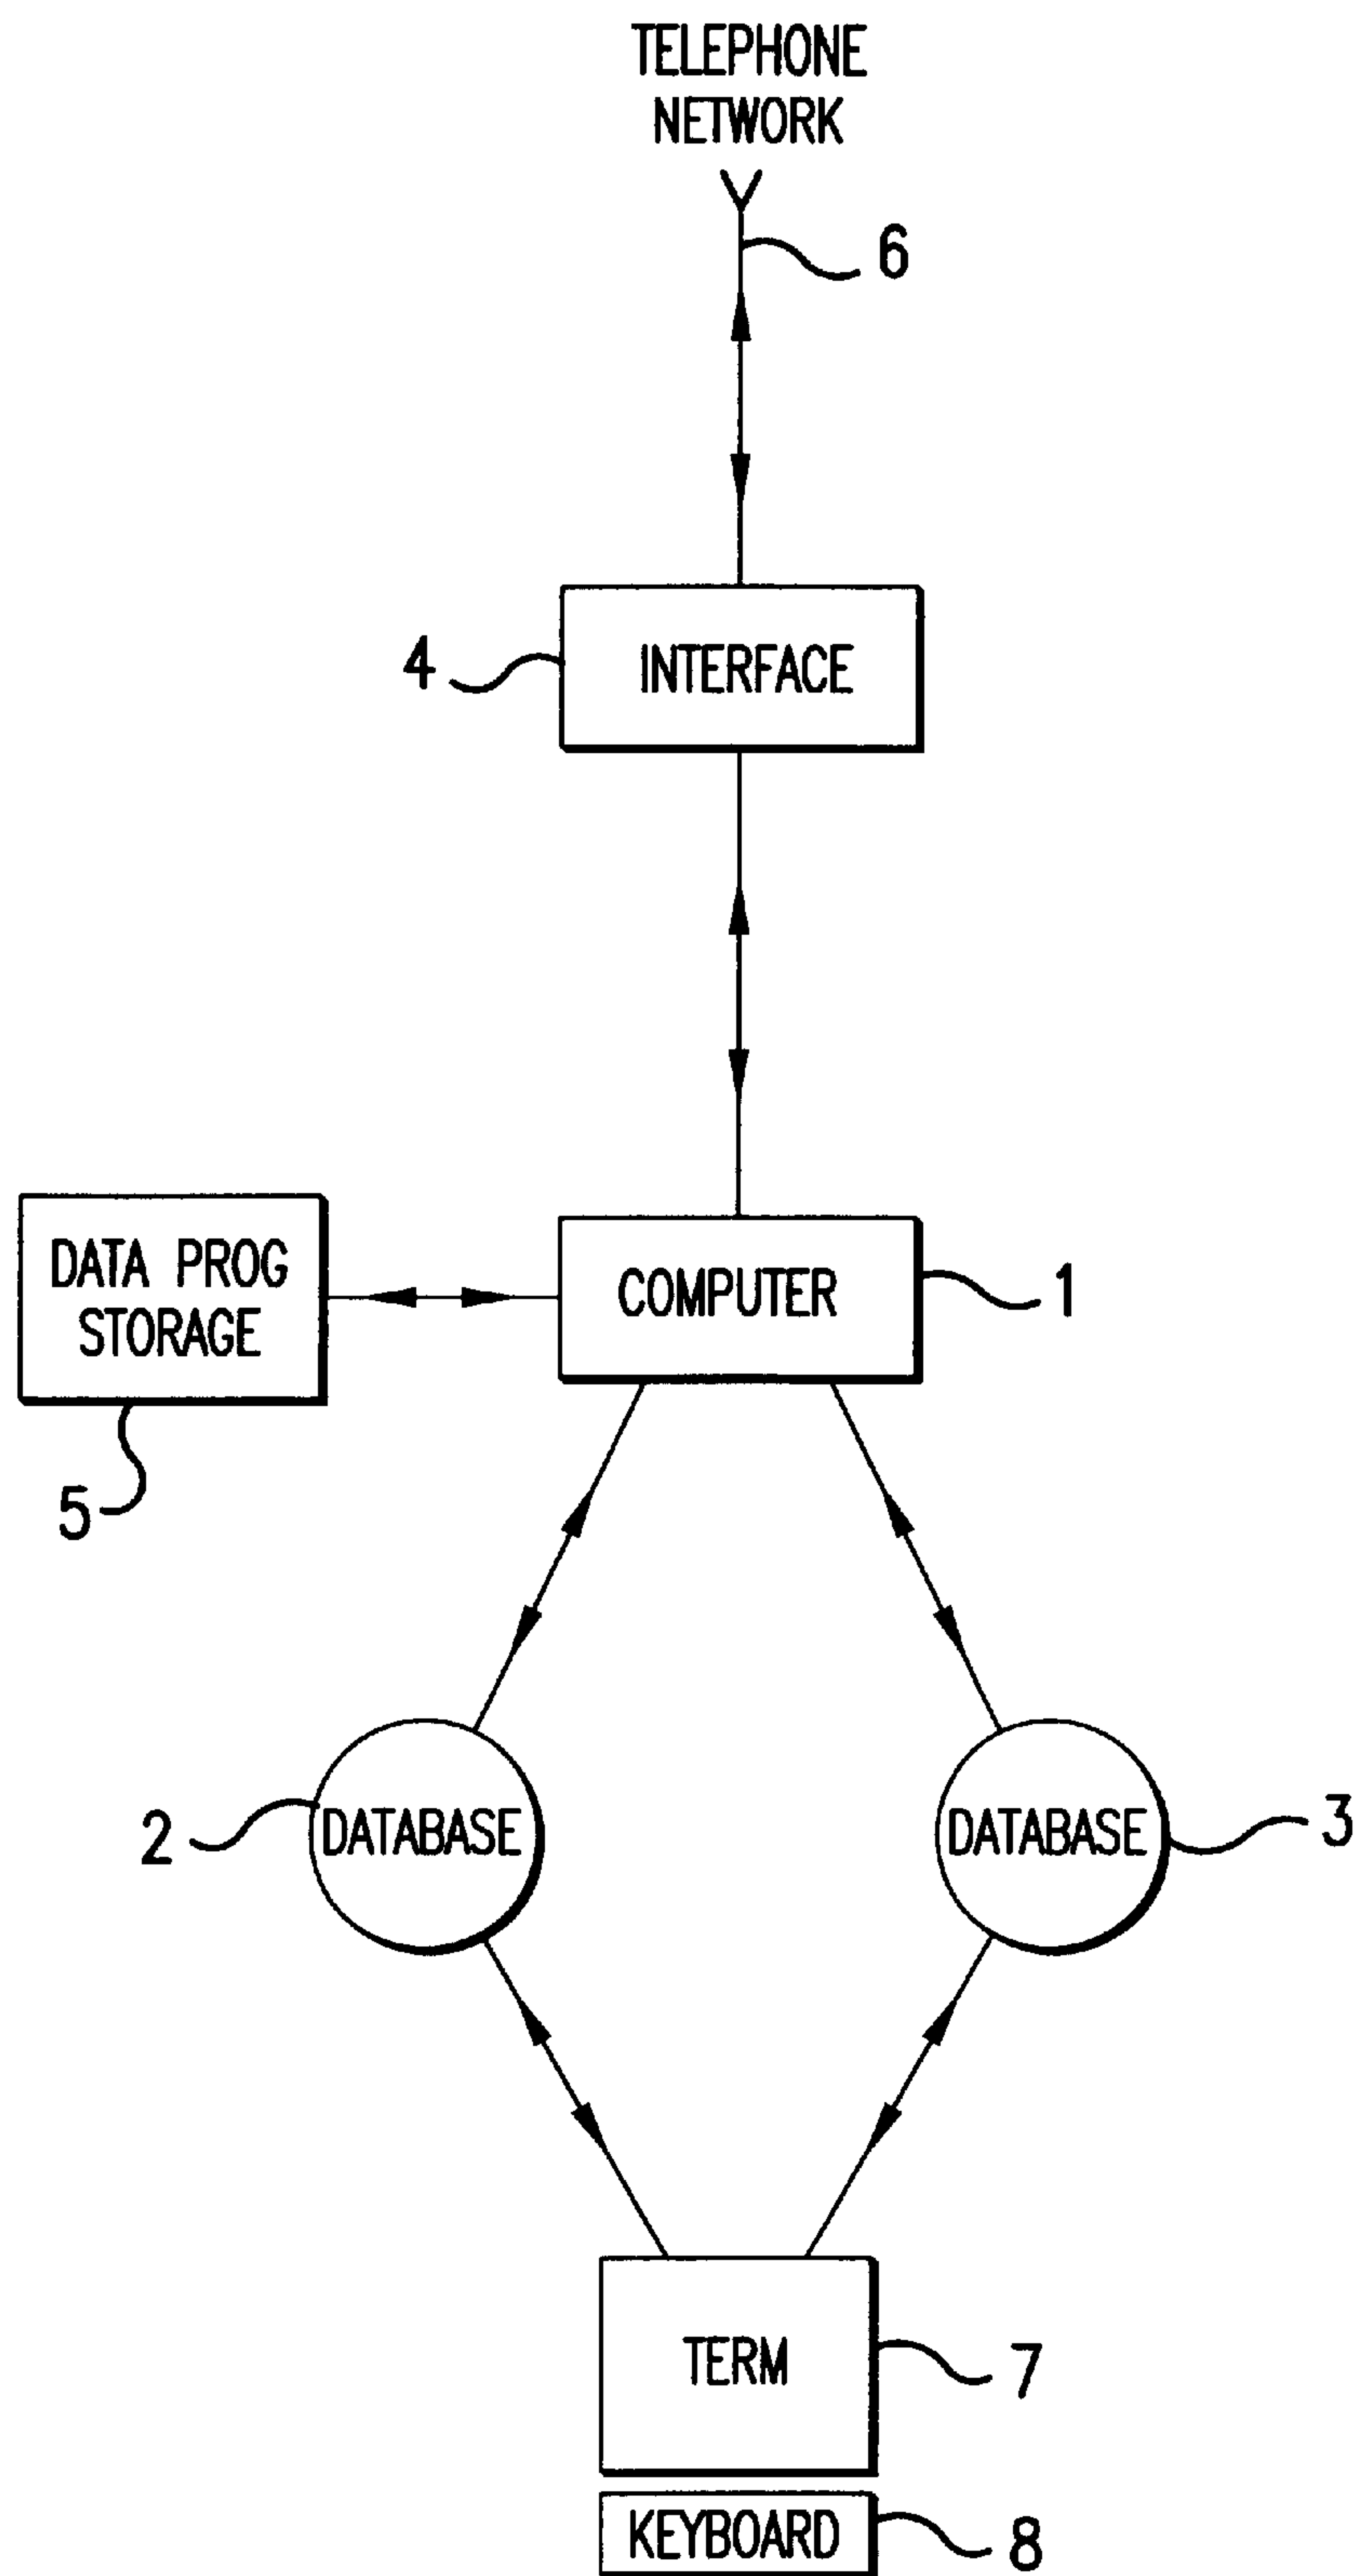 TELEPHONE
NETWORK
6
4
INTERFACE
DATA PROG
STORAGE
COMPUTER
1
5
2
DATABASE
DATABASE
3
TERM
7
KEYBOARD
8